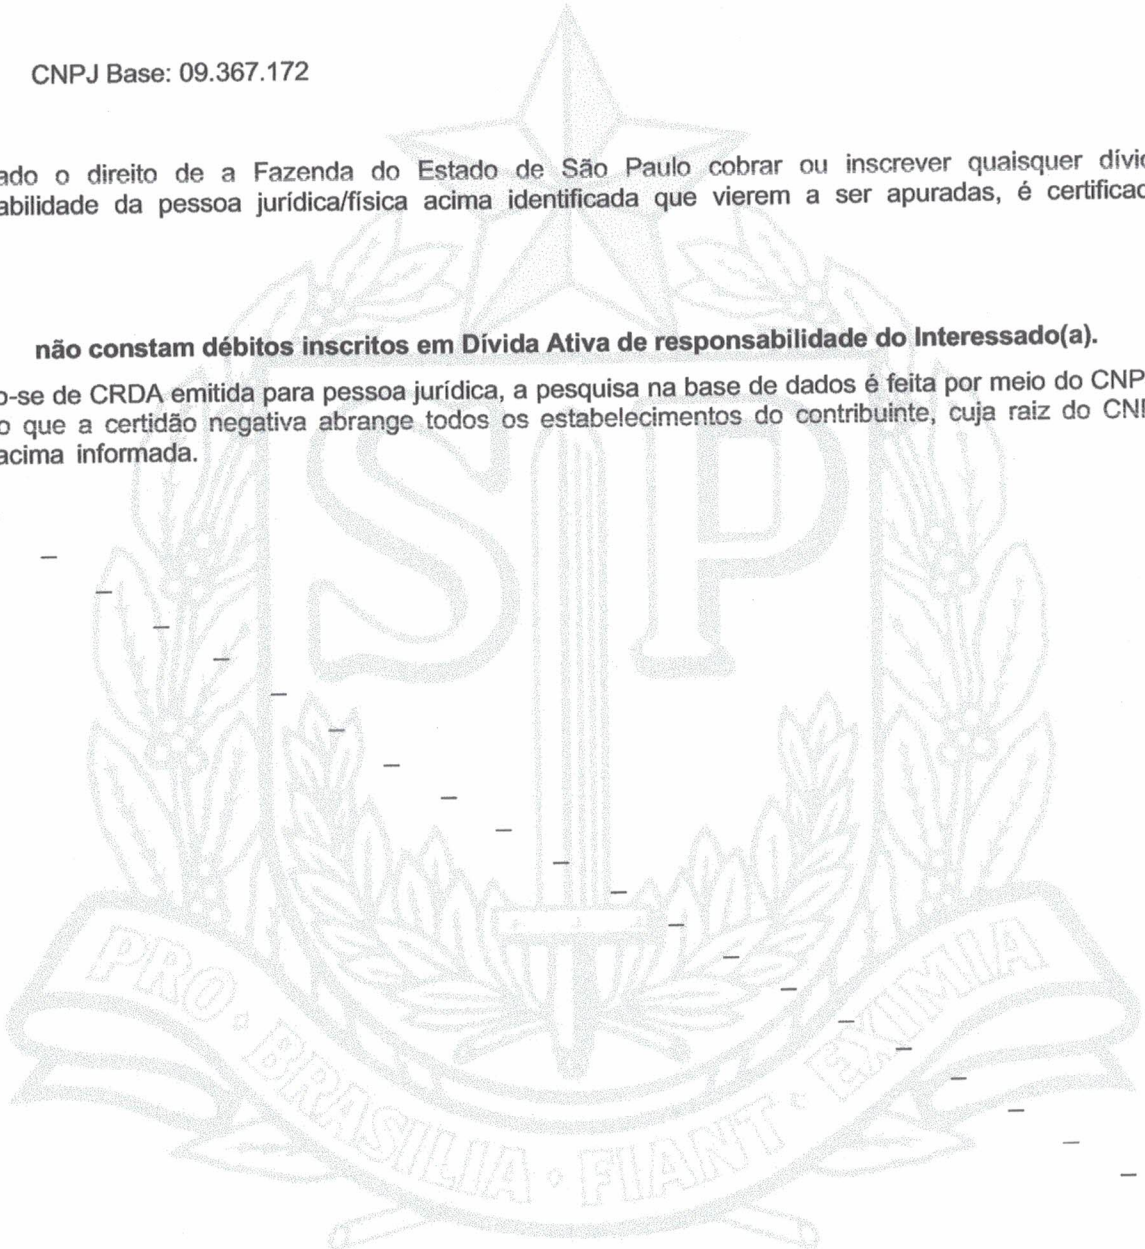 CNPJ Base: 09.367.172
ado o direito de a Fazenda do Estado de São Paulo cobrar ou inscrever quaisquer
abilidade da pessoa jurídica/física acima identificada que vierem a ser apuradas, é
não constam débitos inscritos em Dívida Ativa de responsabilidade do Interessado(a).
o-se de CRDA emitida para pessoa jurídica, a pesquisa na base de dados é feita por meio do CNP
o que a certidão negativa abrange todos os estabelecimentos do contribuinte, cuja raiz do
acima informada.
SP
PRO · BRASILIA · FIANT · EXIMIA